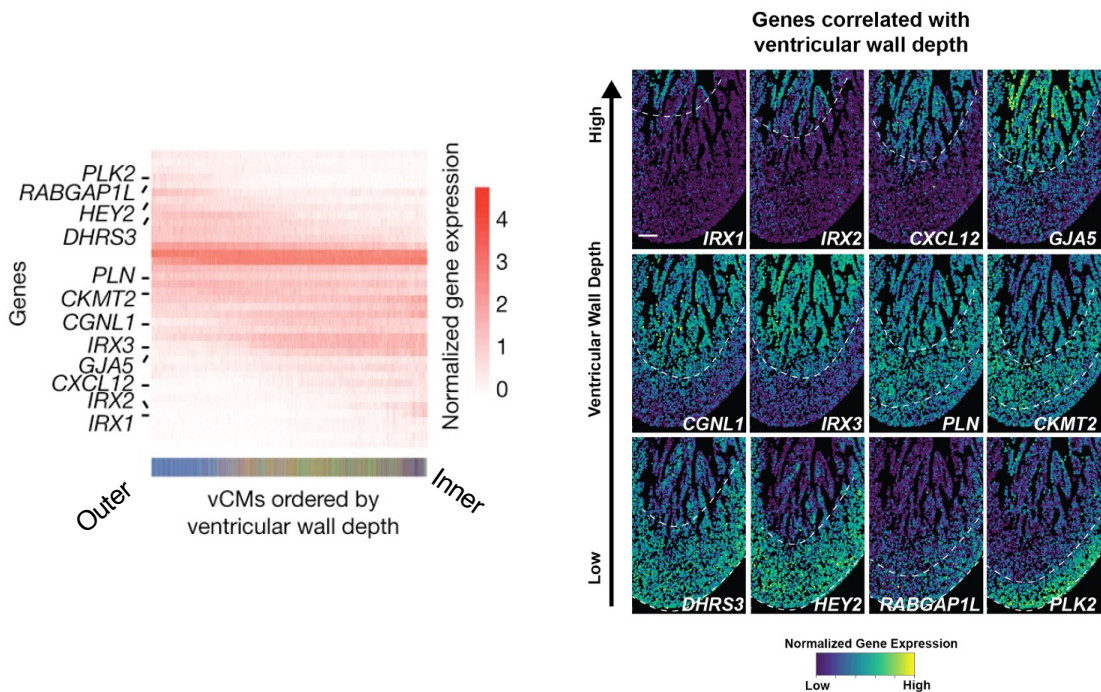 Genes
PLK2
RABGAP1L
HEY2
DHRS3
PLN
CKMT2
CGNL1
IRX3
GJA5
CXCL12
IRX2
IRX1
Normalized gene expression
4
3
2
1
0
Outer
Inner
vCMs ordered by
ventricular wall depth
Genes correlated with
ventricular wall depth
High
Ventricular Wall Depth
Low
IRX1
IRX2
CXCL12
GJA5
CGNL1
IRX3
PLN
CKMT2
DHRS3
HEY2
RABGAP1L
PLK2
Normalized Gene Expression
Low
High